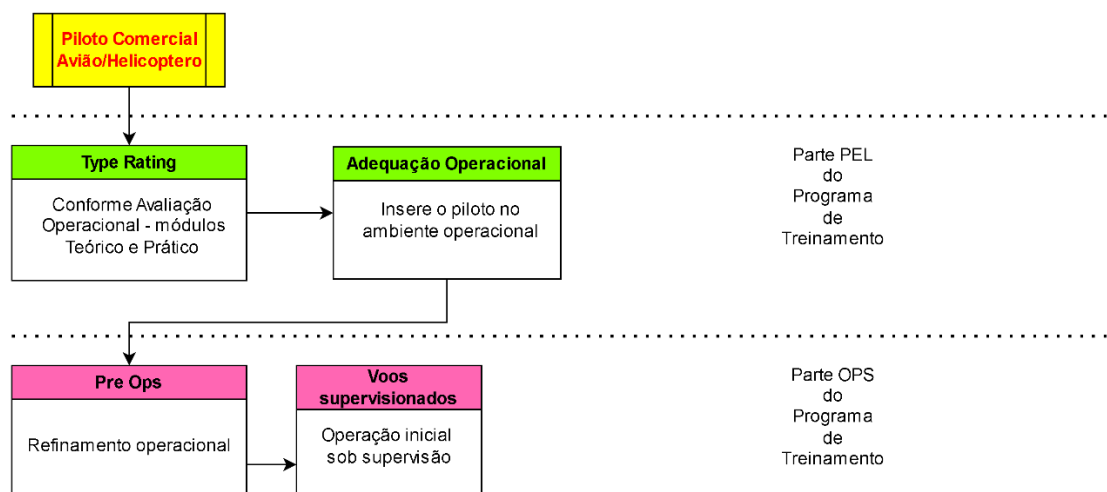 Piloto Comercial
Avião/Helicoptero
Type Rating
Conforme Avaliação
Operacional - módulos
Teórico e Prático
Adequação Operacional
Insere o piloto no
ambiente operacional
Parte PEL
do
Programa
de
Treinamento
Pre Ops
Refinamento operacional
Voos
supervisionados
Operação inicial
sob supervisão
Parte OPS
do
Programa
de
Treinamento